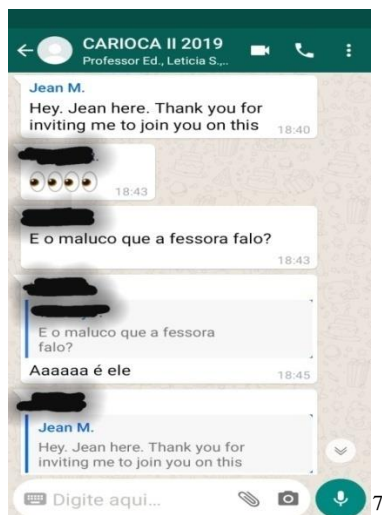 CARIOCA II 2019
Professor Ed., Leticia S.,..
Jean M.
Hey. Jean here. Thank you for
inviting me to join you on this 18:40
18:43
E o maluco que a fessora falo?
18:43
E o maluco que a fessora
falo?
Aaaaaa é ele 18:45
Jean M.
Hey. Jean here. Thank you for
inviting me to join you on this
Digite aqui...
7